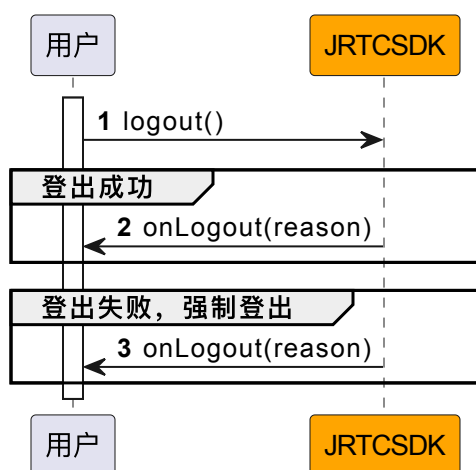 用户
JRTCSDK
1 logout()
登出成功
2 onLogout(reason)
登出失败，强制登出
3 onLogout(reason)
用户
JRTCSDK